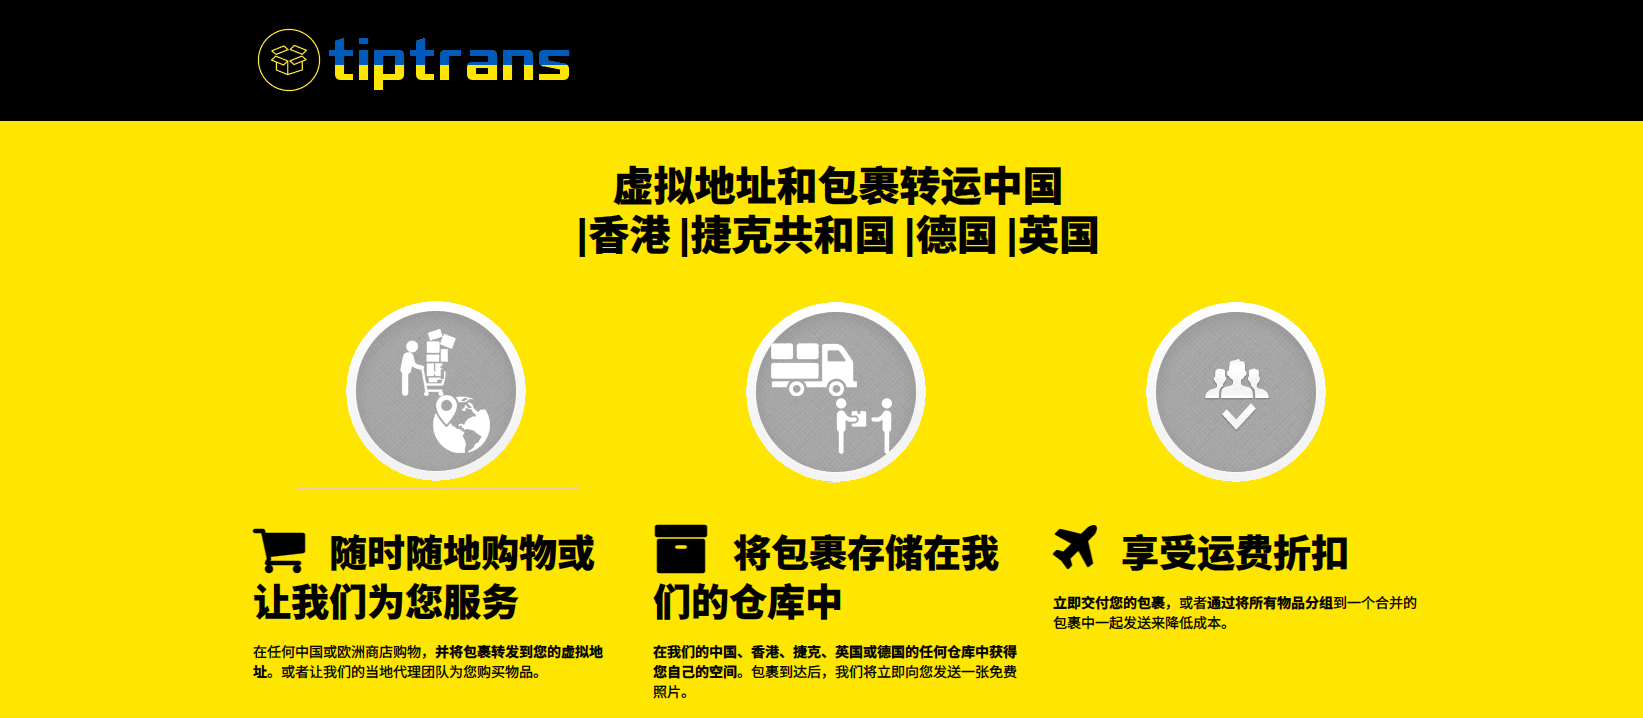 tiptrans
虚拟地址和包裹转运中国
|香港 |捷克共和国 |德国 |英国
随时随地购物或
让我们为您服务
在任何中国或欧洲商店购物，并将包裹转发到您的虚拟地
址。或者让我们的当地代理团队为您购买物品。
将包裹存储在我
们的仓库中
在我们的中国、香港、捷克、英国或德国的任何仓库中获得
您自己的空间。包裹到达后，我们将立即向您发送一张免费
照片。
享受运费折扣
立即交付您的包裹，或者通过将所有物品分组到一个合并的
包裹中一起发送来降低成本。